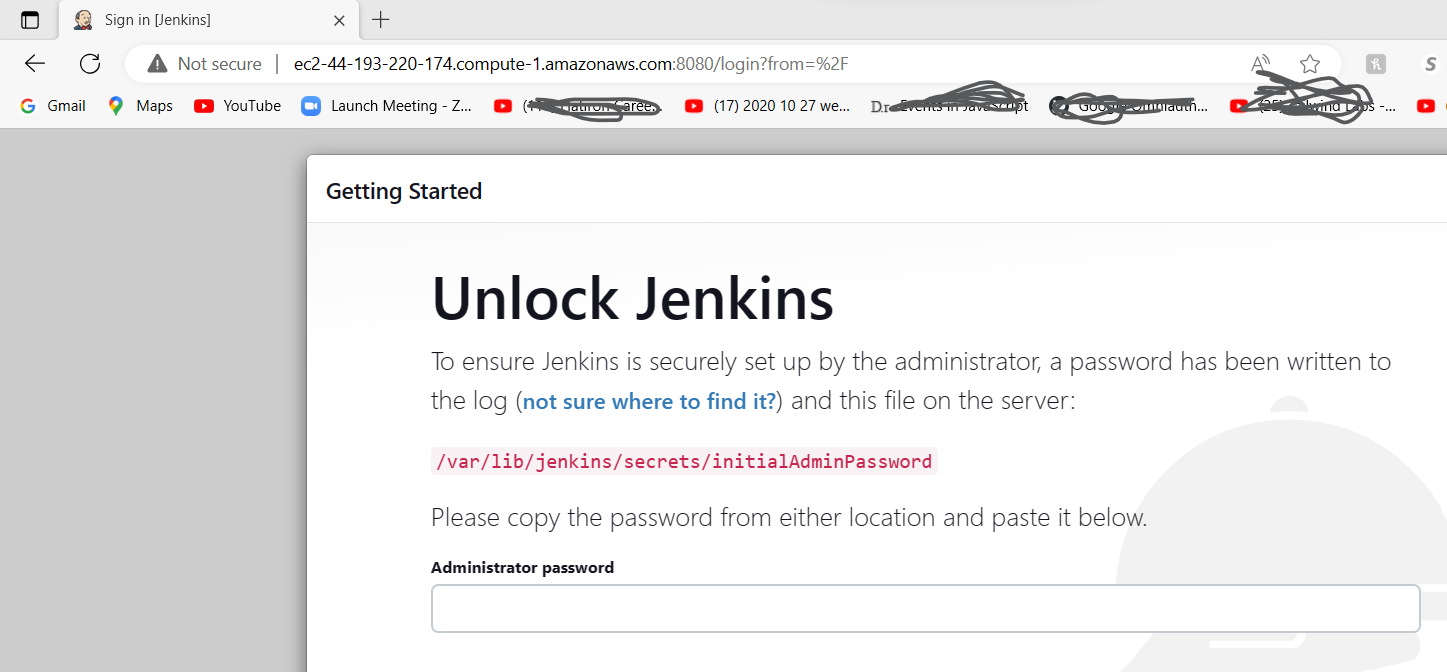 Sign in [Jenkins]
Not secure ec2-44-193-220-174.compute-1.amazonaws.com:8080/login?from=%2F
Gmail Maps YouTube Launch Meeting - Z... (17) 2020 10 27 we... Events in JavaScript
Getting Started
Unlock Jenkins
To ensure Jenkins is securely set up by the administrator, a password has been written to
the log (not sure where to find it?) and this file on the server:
/var/lib/jenkins/secrets/initialAdminPassword
Please copy the password from either location and paste it below.
Administrator password